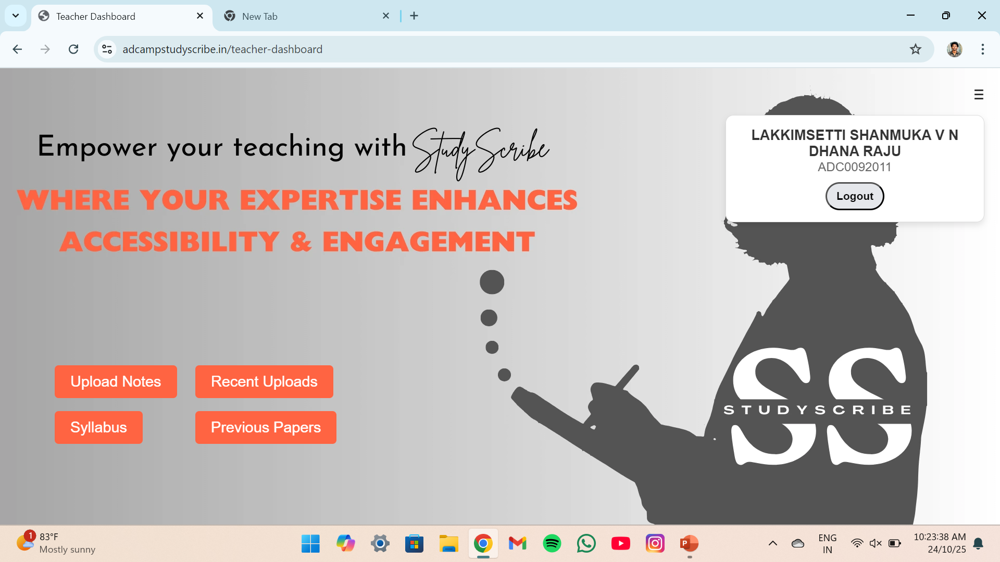 Teacher Dashboard
New Tab
adcampstudyscribe.in/teacher-dashboard
Empower your teaching with StudyScribe
WHERE YOUR EXPERTISE ENHANCES
ACCESSIBILITY & ENGAGEMENT
LAKKIMSETTI SHANMUKA V N
DHANA RAJU
ADC0092011
Logout
Upload Notes
Recent Uploads
Syllabus
Previous Papers
SS
STUDYSCRIBE
1
83°F
Mostly sunny
P
ENG
IN
10:23:38 AM
24/10/25